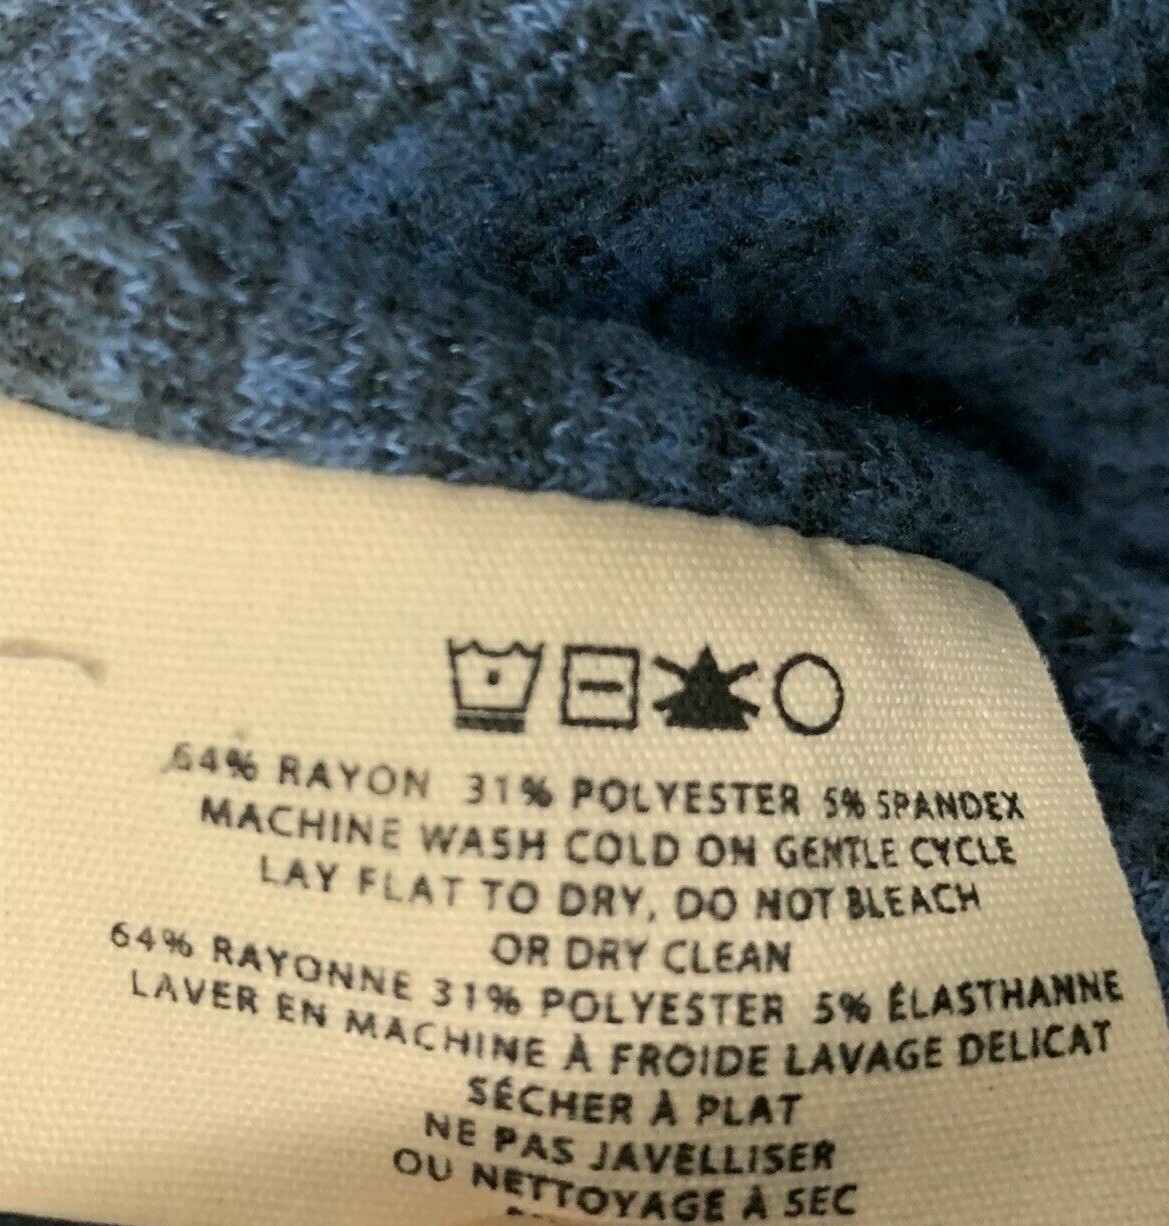 64% RAYON 31% POLYESTER 5% SPANDEX
MACHINE WASH COLD ON GENTLE CYCLE
LAY FLAT TO DRY, DO NOT BLEACH
OR DRY CLEAN
64% RAYONNE 31% POLYESTER 5% ÉLASTHANNE
LAVER EN MACHINE À FROIDE LAVAGE DELICAT
SÉCHER À PLAT
NE PAS JAVELLISER
OU NETTOYAGE À SEC